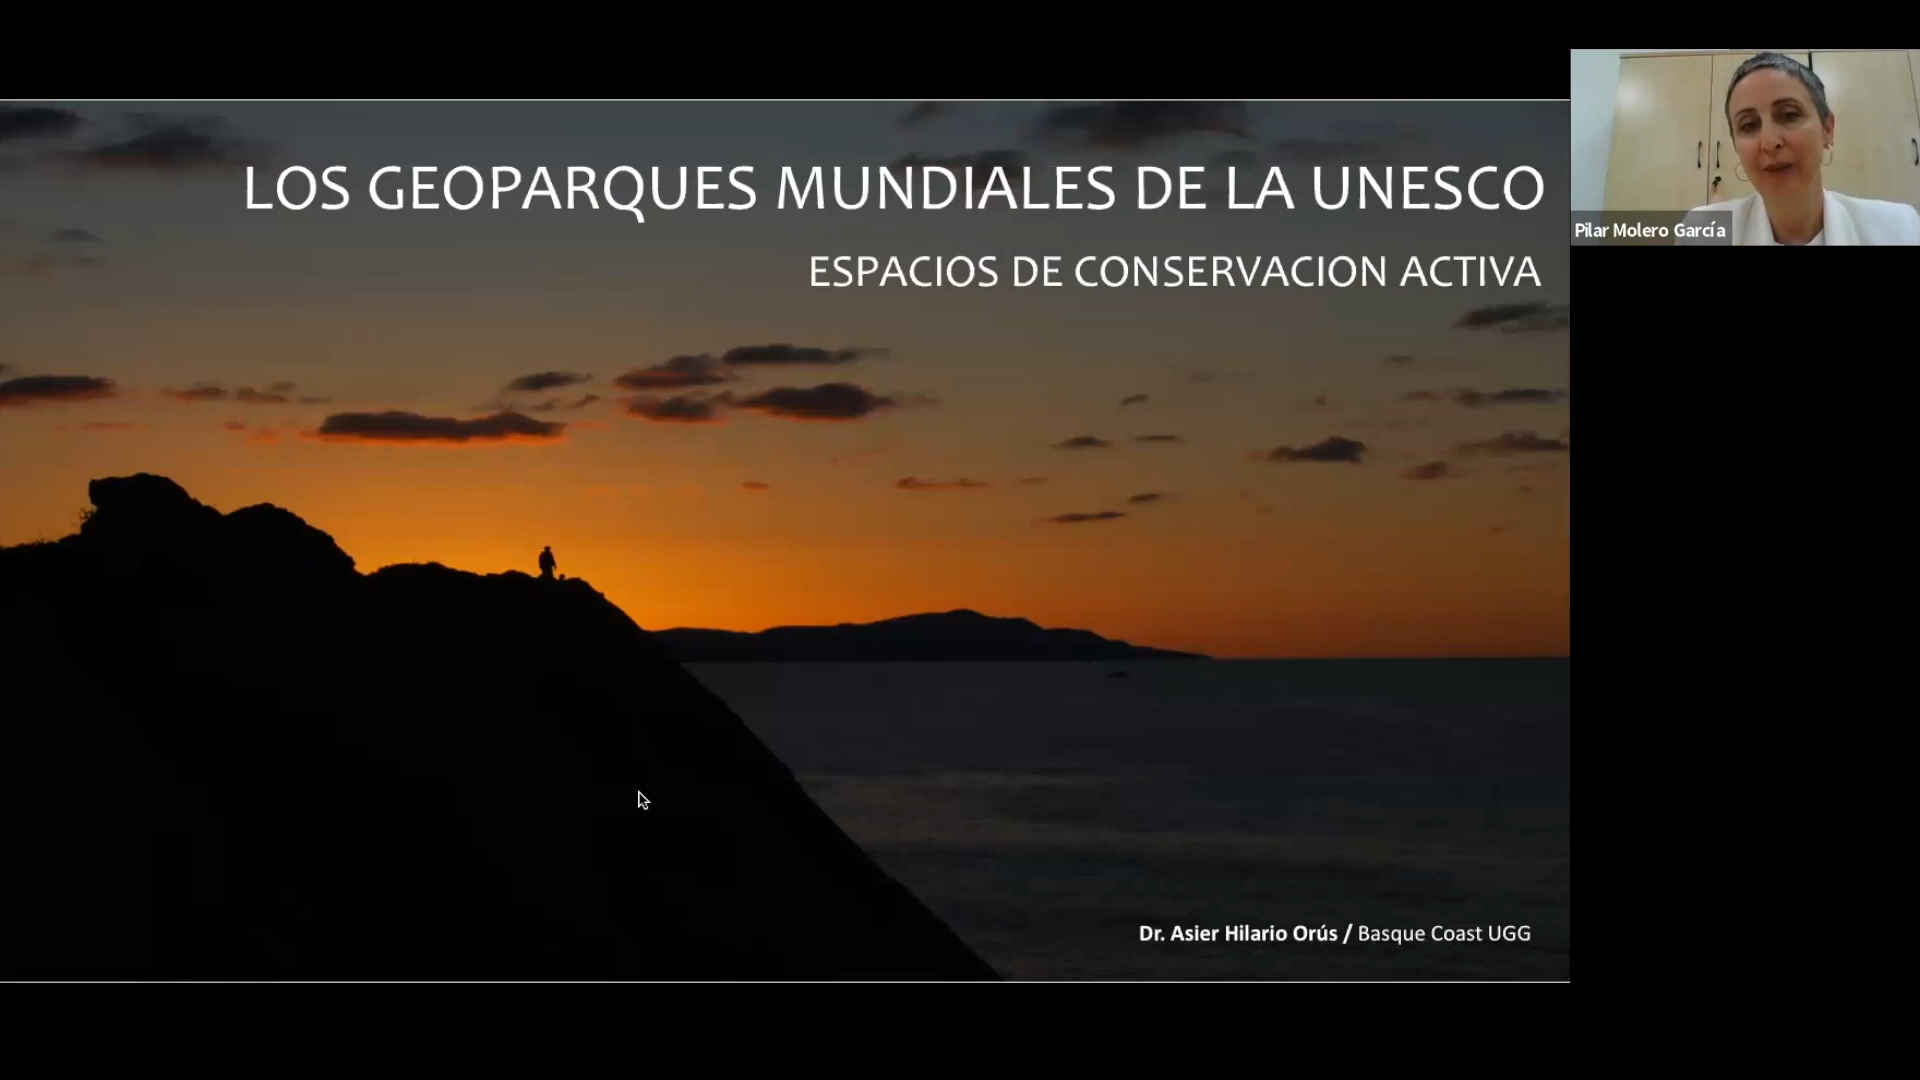 LOS GEOPARQUES MUNDIALES DE LA UNESCO
ESPACIOS DE CONSERVACION ACTIVA
Pilar Molero García
Dr. Asier Hilario Orús / Basque Coast UGG